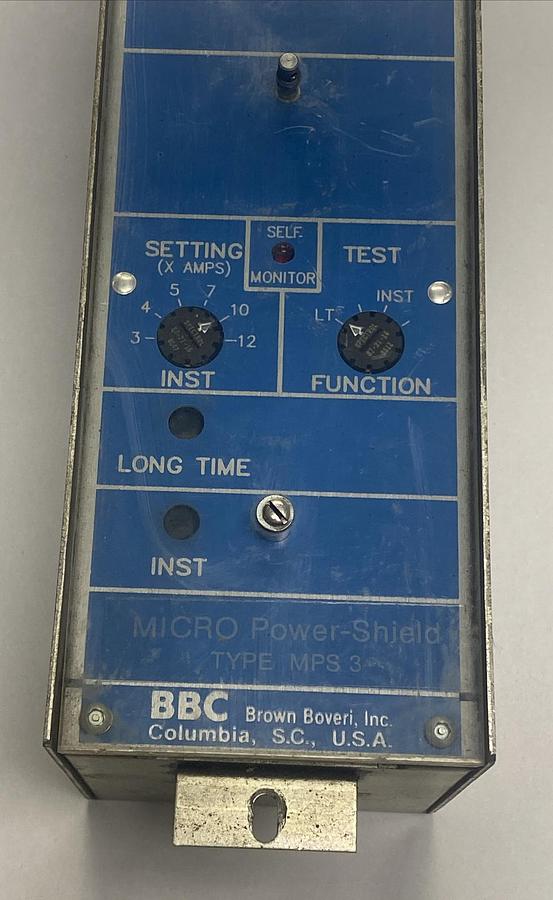 SELF
MONITOR
SETTING
(X AMPS)
TEST
3
4
5
7
10
12
INST
LT
INST
FUNCTION
LONG TIME
INST
MICRO Power-Shield
TYPE MPS 3
BBC Brown Boveri, Inc.
Columbia, S.C., U.S.A.